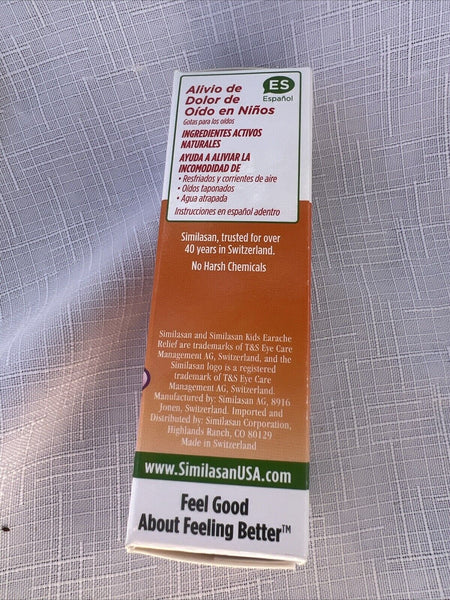 Alivio de
Dolor de
Oído en Niños
ES
Español
Gotas para los oídos
INGREDIENTES ACTIVOS
NATURALES
AYUDA A ALIVIAR LA
INCOMODIDAD DE
• Resfriados y corrientes de aire
• Oídos taponados
• Agua atrapada
Instrucciones en español adentro
Similasan, trusted for over
40 years in Switzerland.
No Harsh Chemicals
Similasan and Similasan Kids Earache
Relief are trademarks of T&S Eye Care
Management AG, Switzerland, and the
Similasan logo is a registered
trademark of T&S Eye Care
Management AG, Switzerland.
Manufactured by: Similasan AG, 8916
Jonen, Switzerland. Imported and
Distributed by: Similasan Corporation,
Highlands Ranch, CO 80129
Made in Switzerland
www.SimilasanUSA.com
Feel Good
About Feeling Better™